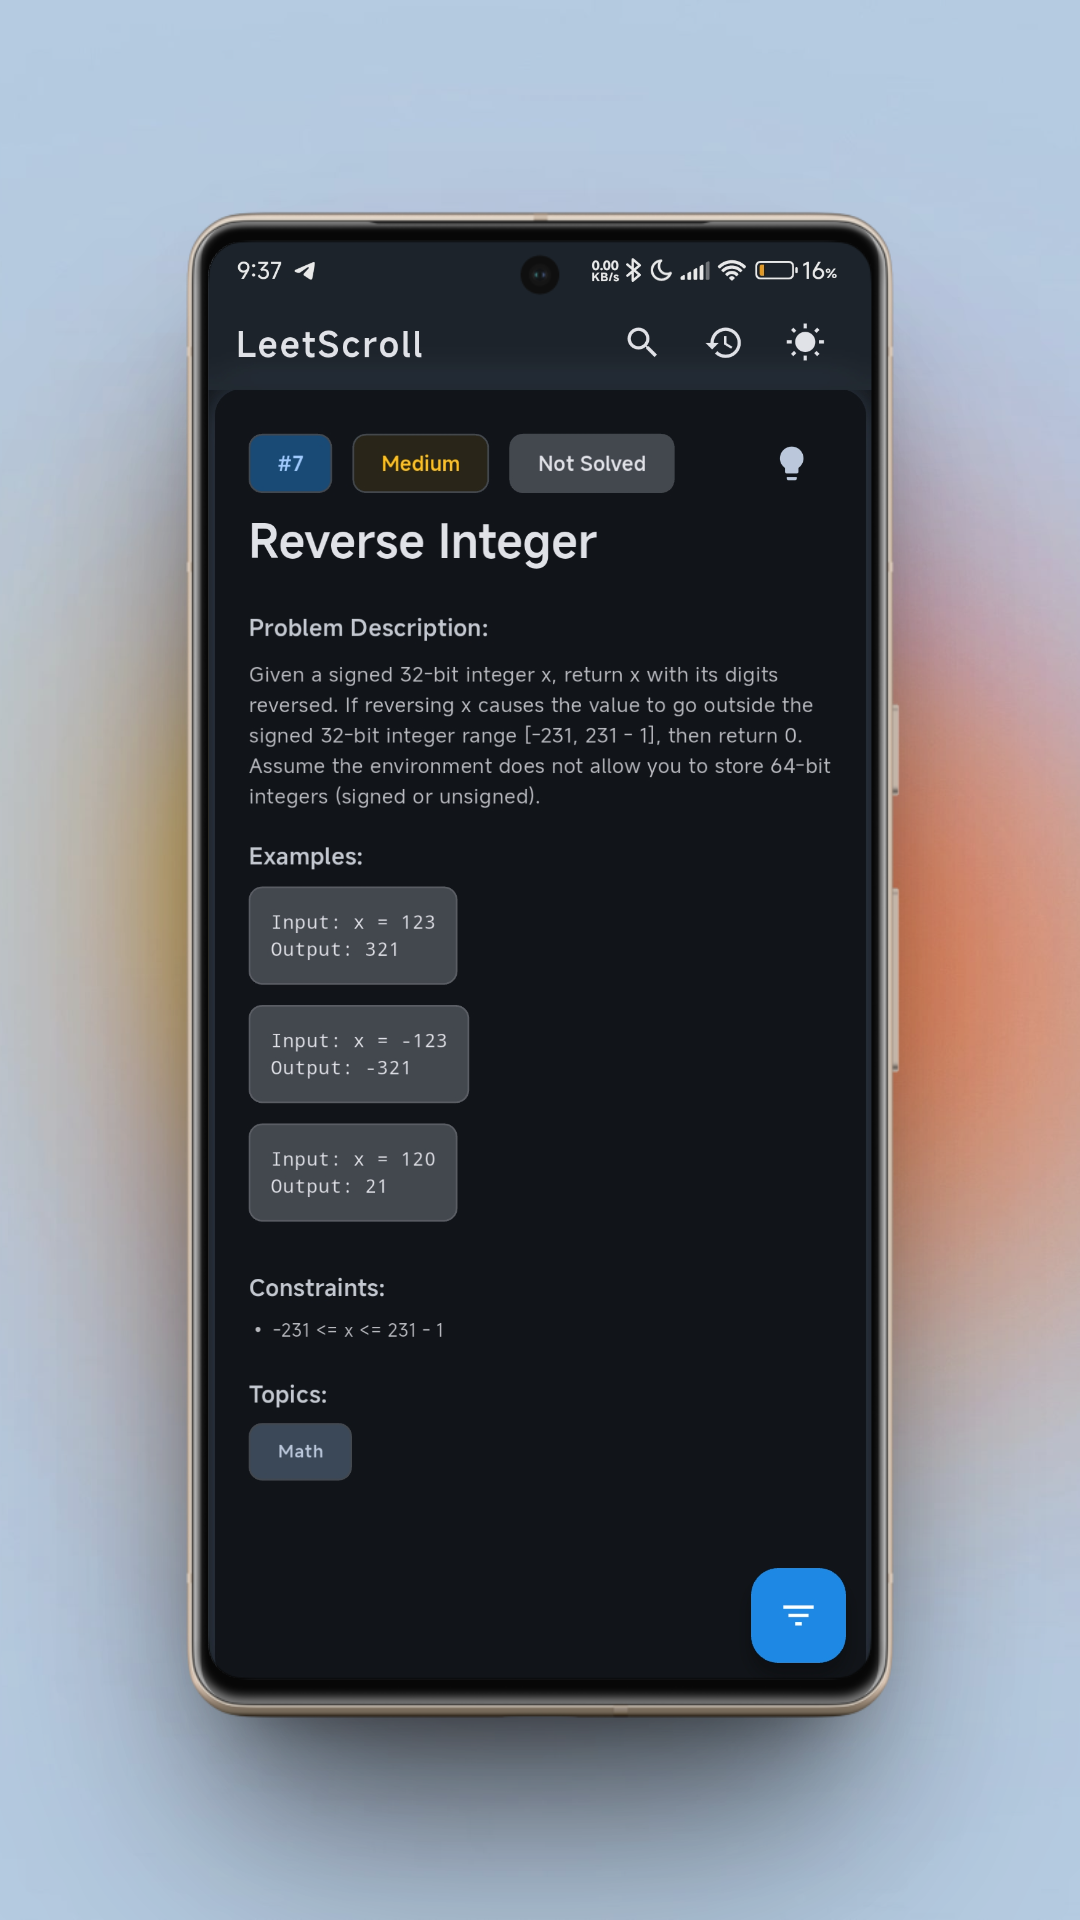 9:37
0.00
KB/s
16%
LeetScroll
#7 Medium Not Solved
Reverse Integer
Problem Description:
Given a signed 32-bit integer x, return x with its digits
reversed. If reversing x causes the value to go outside the
signed 32-bit integer range [-231, 231 - 1], then return 0.
Assume the environment does not allow you to store 64-bit
integers (signed or unsigned).
Examples:
Input: x = 123
Output: 321
Input: x = -123
Output: -321
Input: x = 120
Output: 21
Constraints:
• -231 <= x <= 231 - 1
Topics:
Math